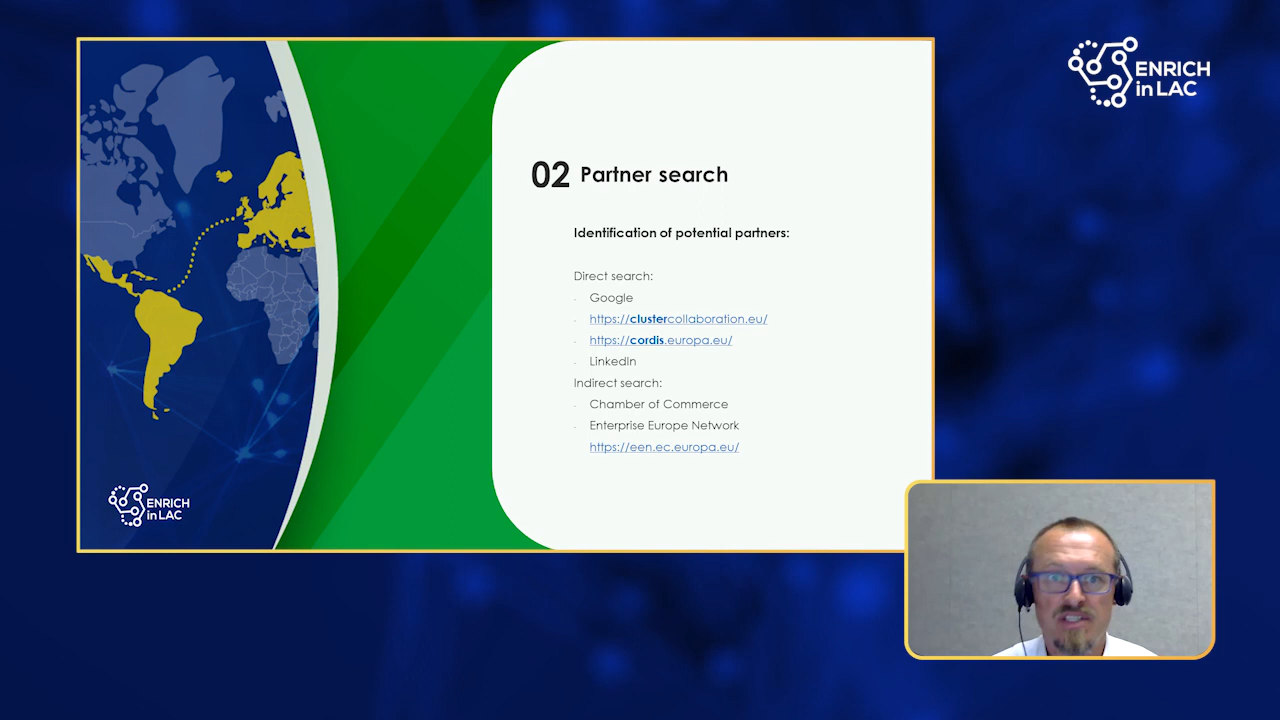 ENRICH
in LAC
02 Partner search
Identification of potential partners:
Direct search:
- Google
- https://clustercollaboration.eu/
- https://cordis.europa.eu/
- LinkedIn
Indirect search:
- Chamber of Commerce
- Enterprise Europe Network
https://een.ec.europa.eu/
ENRICH
in LAC